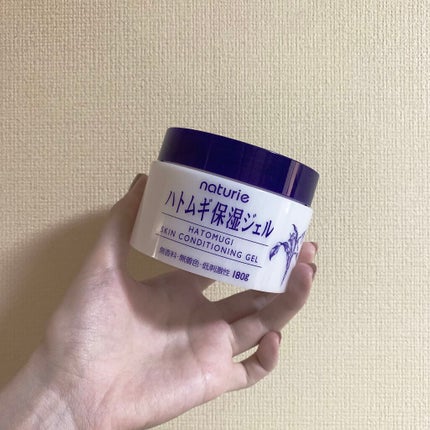 naturie
ハトムギ保湿ジェル
HATOMUGI
SKIN CONDITIONING GEL
無香料・無着色・低刺激性 180g